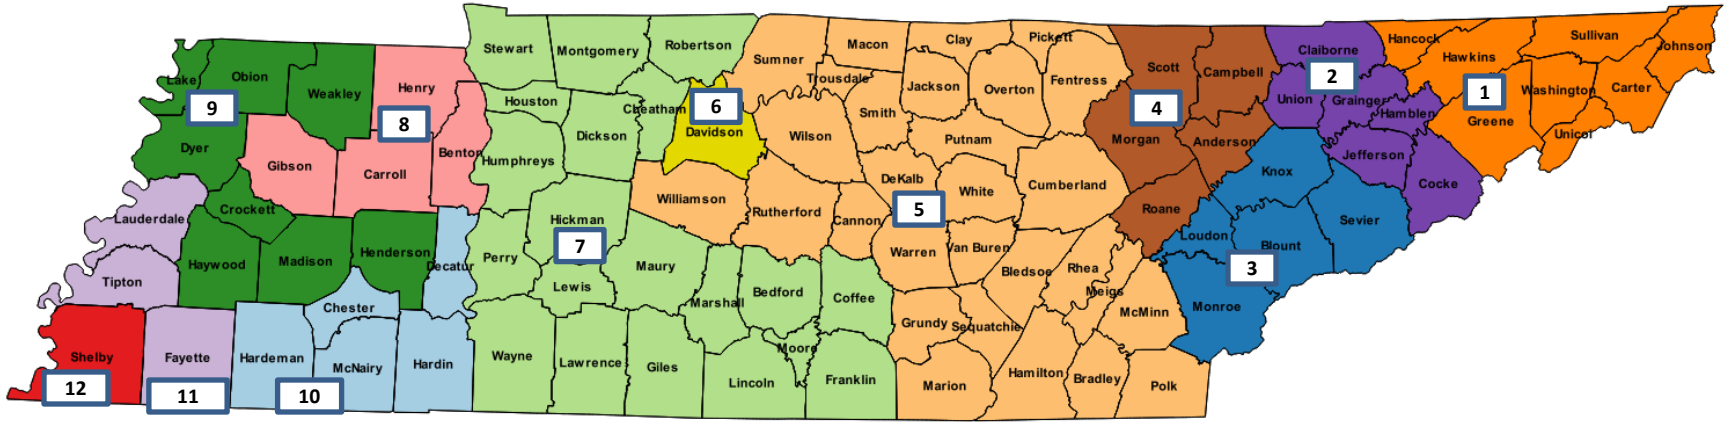 Stewart
Montgomery
Robertson
Sumner
Macon
Clay
Pickett
Scott
Campbell
Claiborne
Hancock
Hawkins
Sullivan
Johnson
Lake
Obion
Weakley
Henry
Houston
Dickson
Cheatham
Davidson
Trousdale
Smith
Jackson
Overton
Fentress
Morgan
Anderson
Union
Grainger
Hamblen
Greene
Washington
Carter
Unicoi
9
8
6
4
2
1
Dyer
Gibson
Carroll
Benton
Humphreys
Wilson
Putnam
Knox
Jefferson
Cocke
Lauderdale
Crockett
Williamson
Rutherford
Cannon
DeKalb
White
Cumberland
Roane
Loudon
Blount
Sevier
Tipton
Haywood
Madison
Henderson
Decatur
Perry
Hickman
Lewis
Maury
Warren
Van Buren
Bledsoe
Rhea
Meigs
McMinn
Monroe
7
5
3
Shelby
Fayette
Hardeman
Chester
McNairy
Hardin
Wayne
Lawrence
Giles
Marshall
Bedford
Coffee
Moore
Lincoln
Franklin
Grundy
Sequatchie
Marion
Hamilton
Bradley
Polk
12
11
10